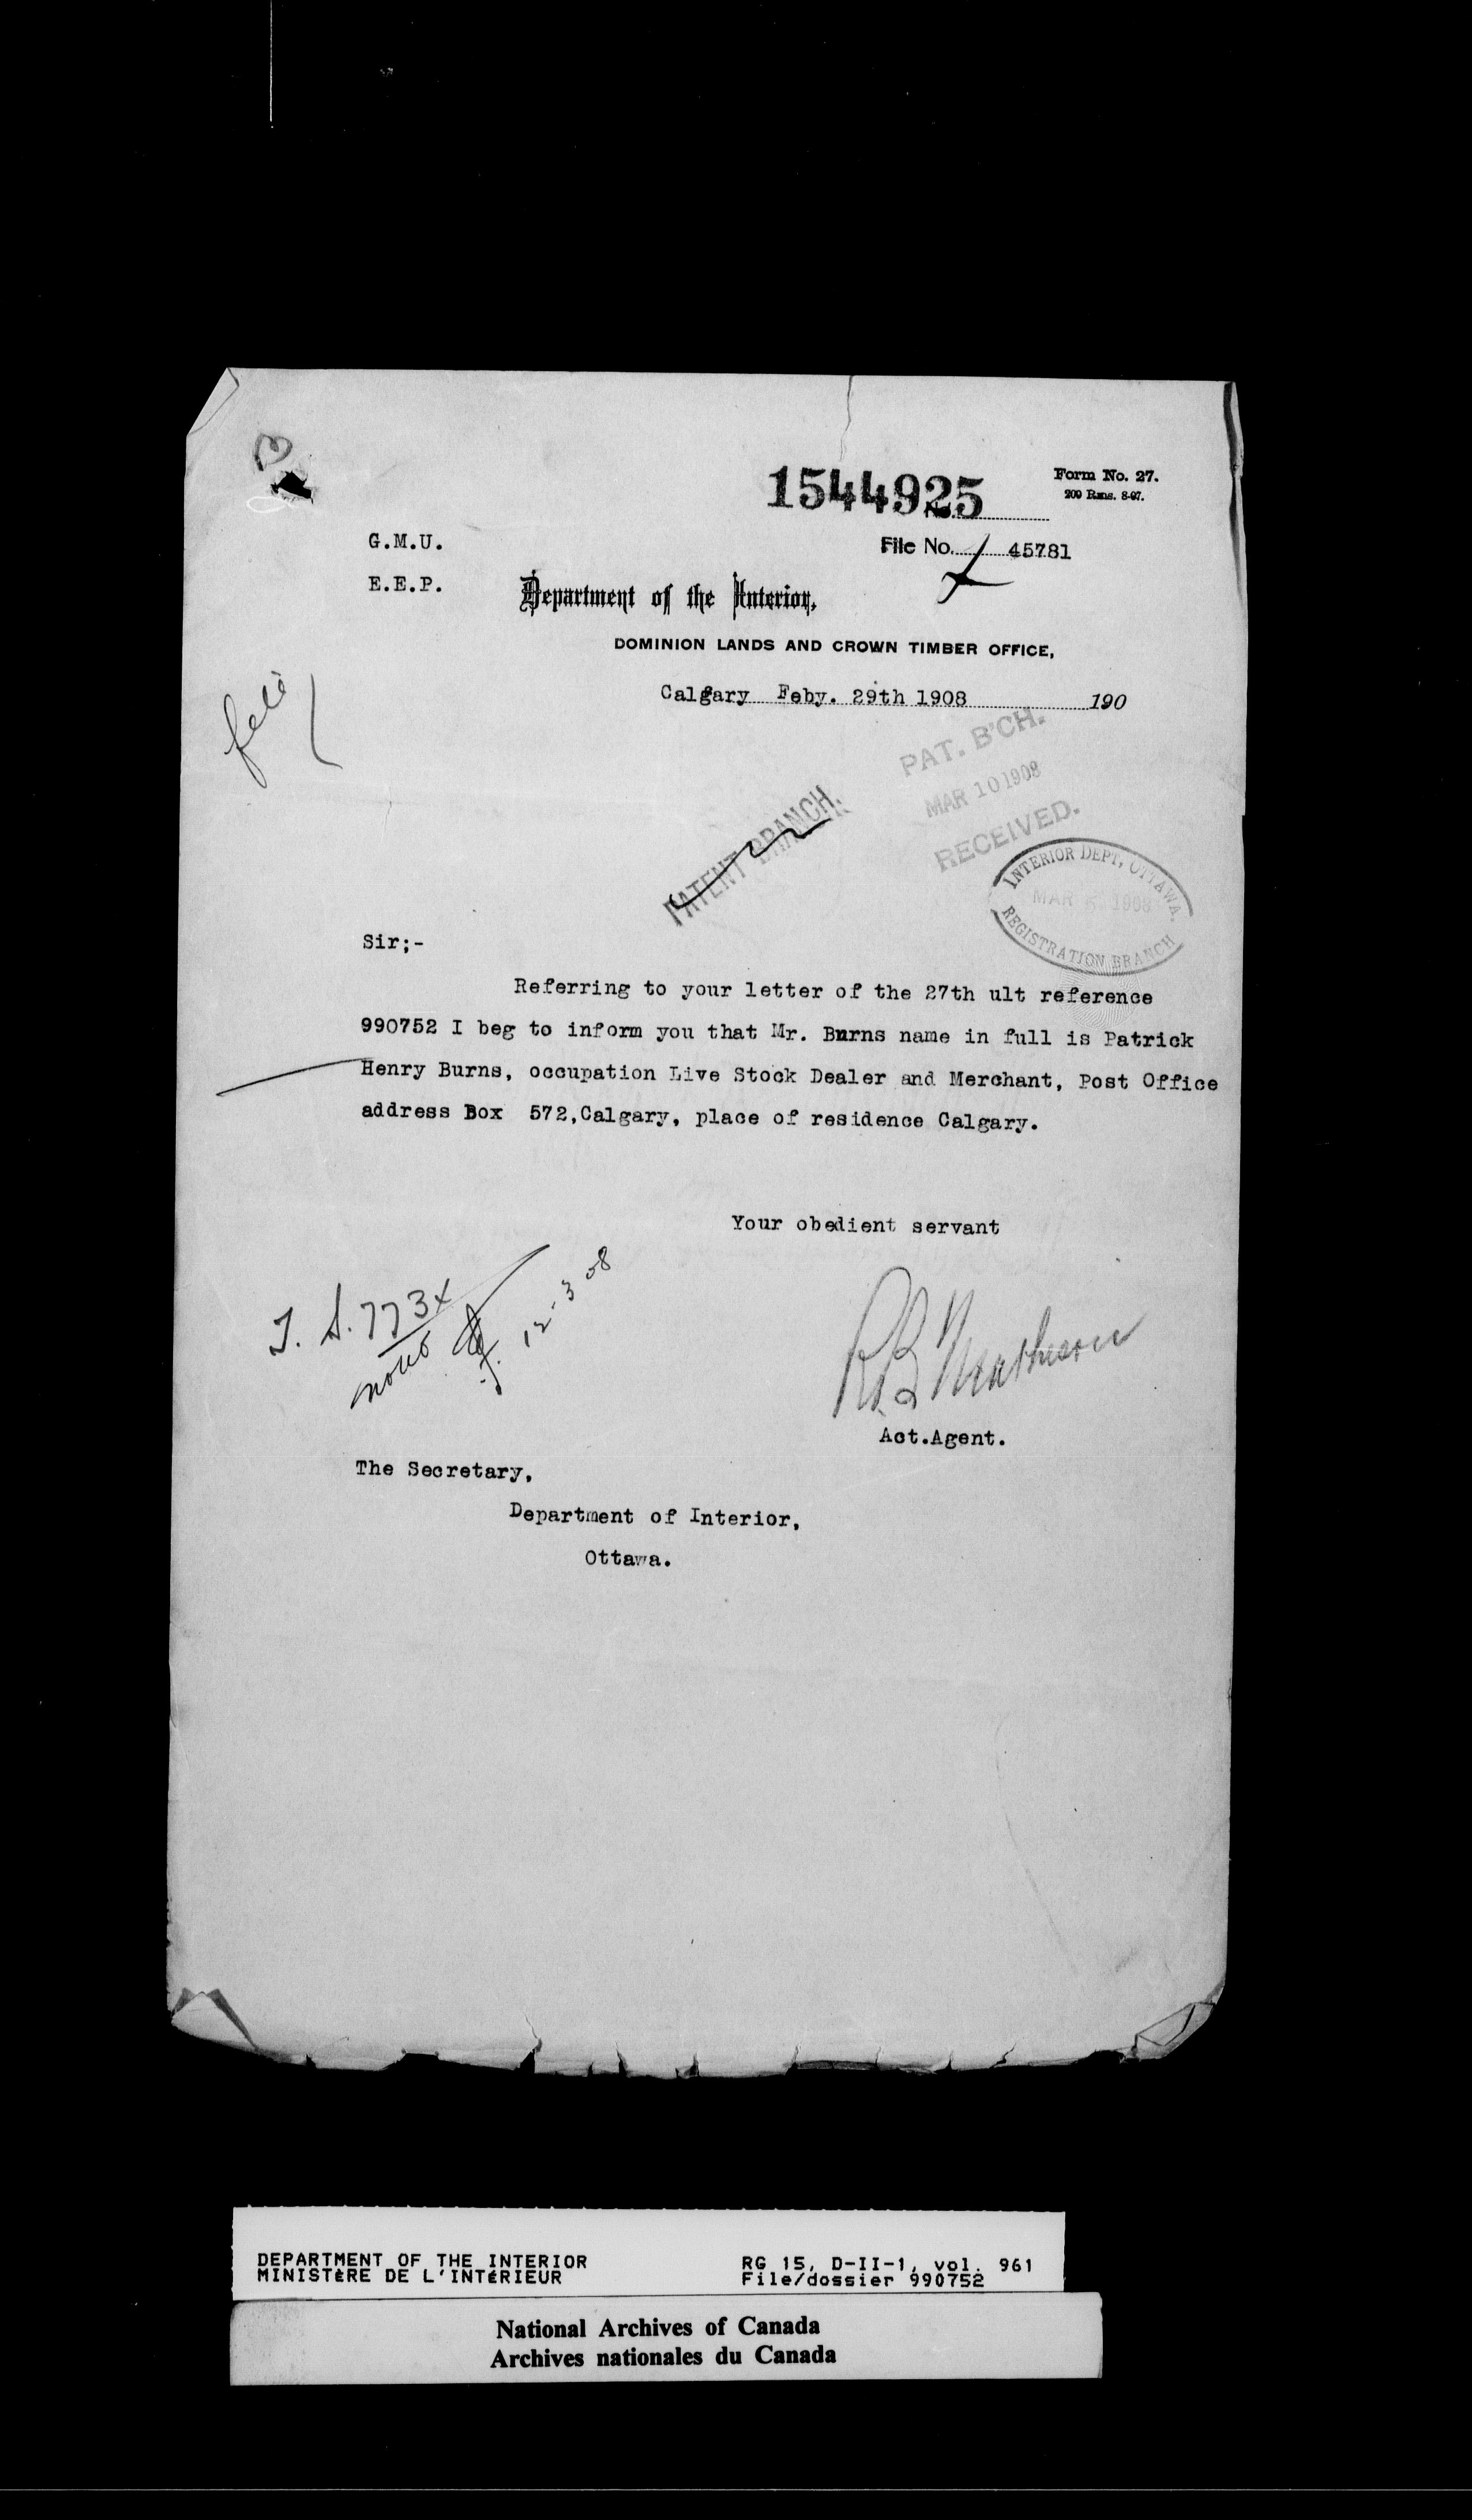 1544925
Form No. 27.
200 Rms. 8-07.
G.M.U.
File No. 45781
E.E.P.
Department of the Interior,
DOMINION LANDS AND CROWN TIMBER OFFICE,
Calgary Feby. 29th 1908 190
PAT. B'CH.
MAR 10 1908
RECEIVED.
PATENT BRANCH.
INTERIOR DEPT, OTTAWA.
MAR 5 1908
REGISTRATION BRANCH
Sir;-
Referring to your letter of the 27th ult reference
990752 I beg to inform you that Mr. Burns name in full is Patrick
Henry Burns, occupation Live Stock Dealer and Merchant, Post Office
address Box 572,Calgary, place of residence Calgary.
Your obedient servant
12-3-08
RB Matheson
Act.Agent.
The Secretary,
Department of Interior,
Ottawa.
DEPARTMENT OF THE INTERIOR
MINISTÈRE DE L'INTÉRIEUR
RG 15, D-II-1, vol. 961
File/dossier 990752
National Archives of Canada
Archives nationales du Canada